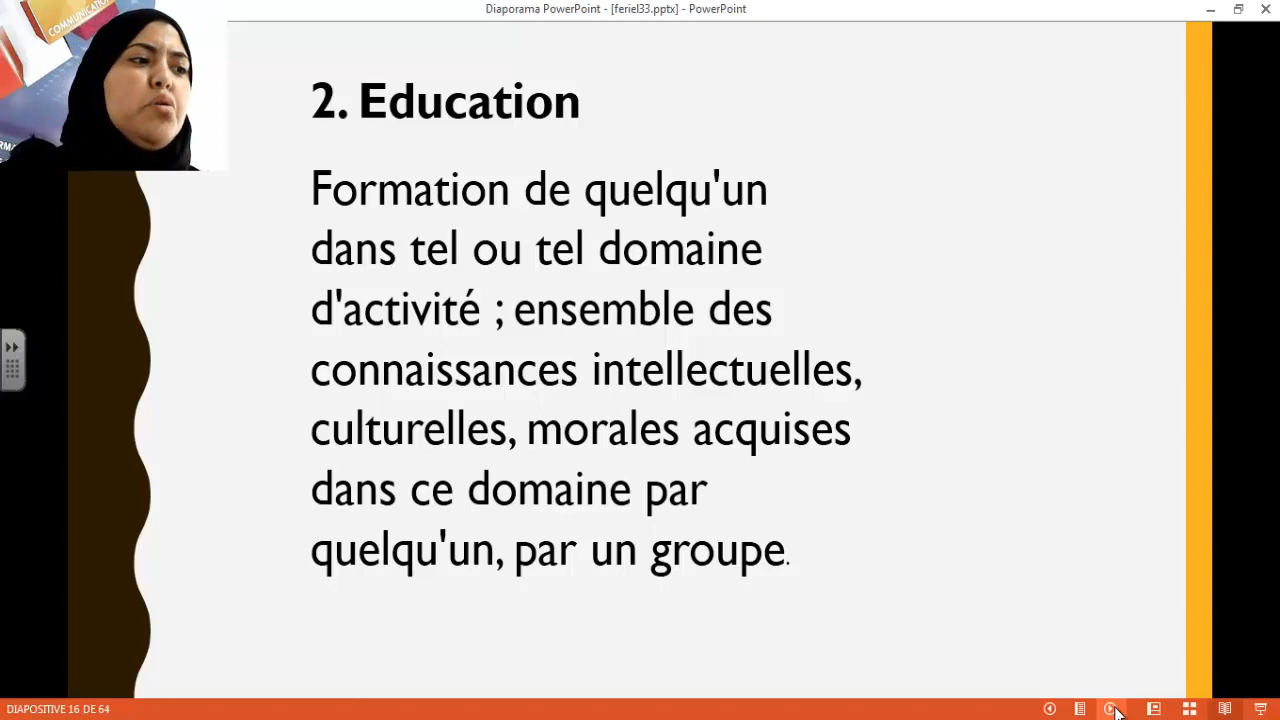 Diaporama PowerPoint - [feriel33.pptx] - PowerPoint
COMMUNICATION
2. Education
Formation de quelqu'un
dans tel ou tel domaine
d'activité ; ensemble des
connaissances intellectuelles,
culturelles, morales acquises
dans ce domaine par
quelqu'un, par un groupe.
DIAPOSITIVE 16 DE 64